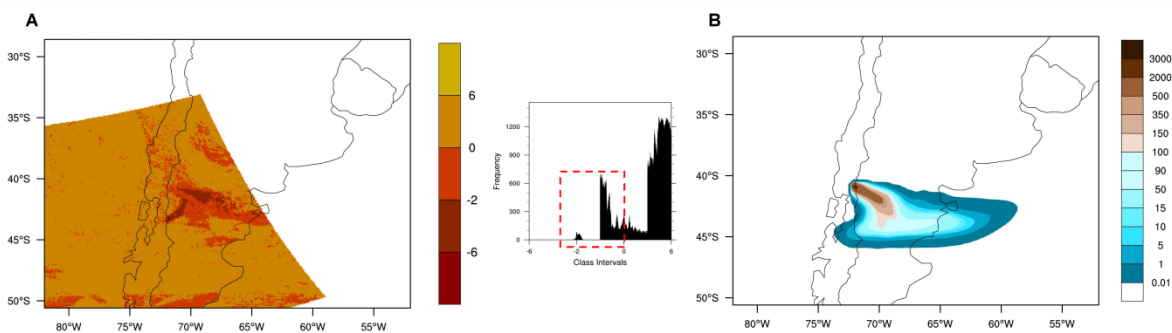 A
30°S
35°S
40°S
45°S
50°S
80°W
75°W
70°W
65°W
60°W
55°W
6
0
-2
-6
Frequency
1200
900
600
300
0
-6
-2
0
6
Class Intervals
B
30°S
35°S
40°S
45°S
50°S
80°W
75°W
70°W
65°W
60°W
55°W
3000
2000
500
350
150
100
90
50
15
10
5
1
0.01